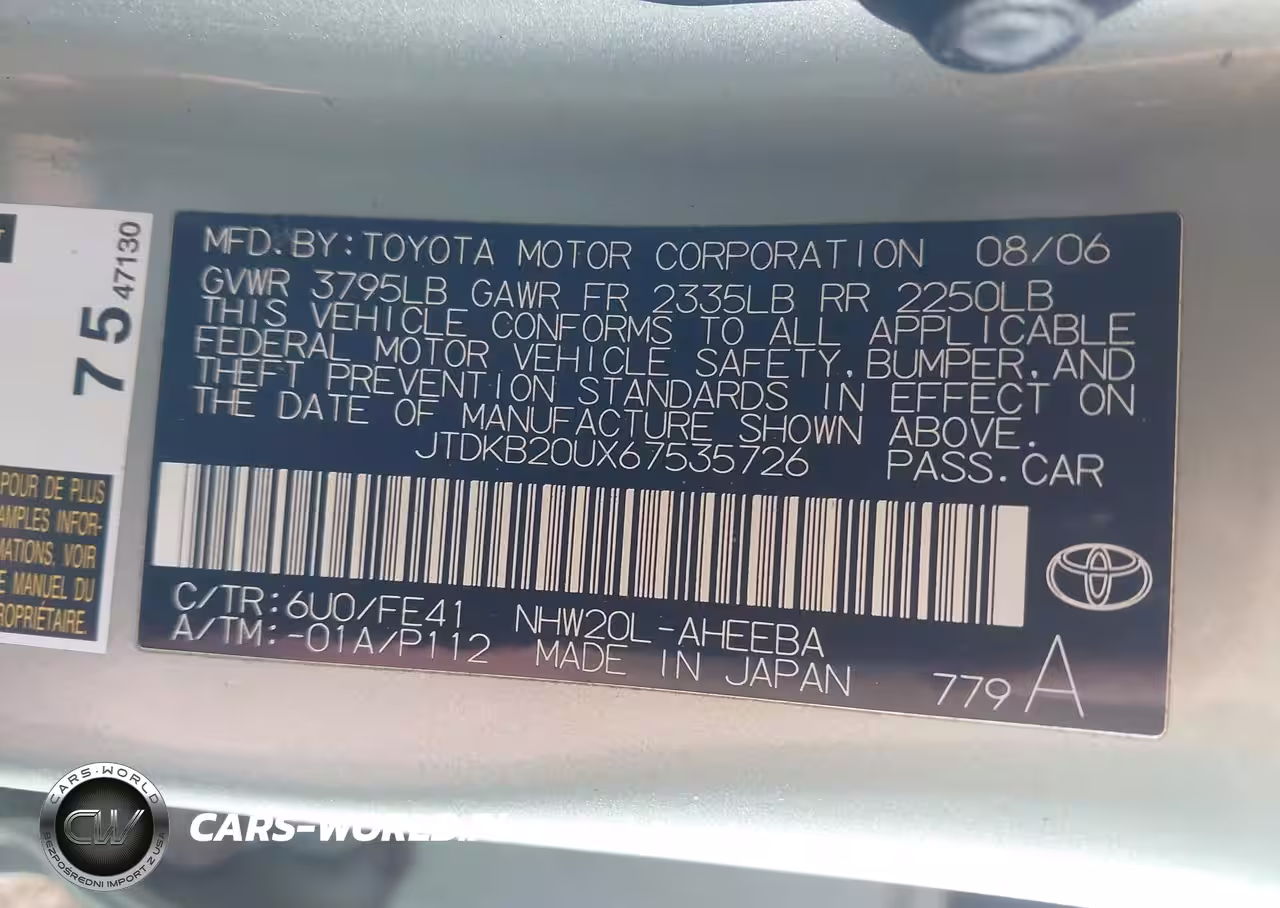 MFD. BY: TOYOTA MOTOR CORPORATION 08/06
GVWR 3795LB GAWR FR 2335LB RR 2250LB
THIS VEHICLE CONFORMS TO ALL APPLICABLE
FEDERAL MOTOR VEHICLE SAFETY, BUMPER, AND
THEFT PREVENTION STANDARDS IN EFFECT ON
THE DATE OF MANUFACTURE SHOWN ABOVE.
JTDKB20UX67535726 PASS. CAR
C/TR: 6U0/FE41 NHW20L-AHEEBA
A/TM: -01A/P112 MADE IN JAPAN
779 A
75
47130
POUR DE PLUS
AMPLES INFOR-
MATIONS, VOIR
E MANUEL DU
ROPRIÉTAIRE.
CARS-WORLD
CW
BEZPOŚREDNI IMPORT Z USA
CARS-WORLD.